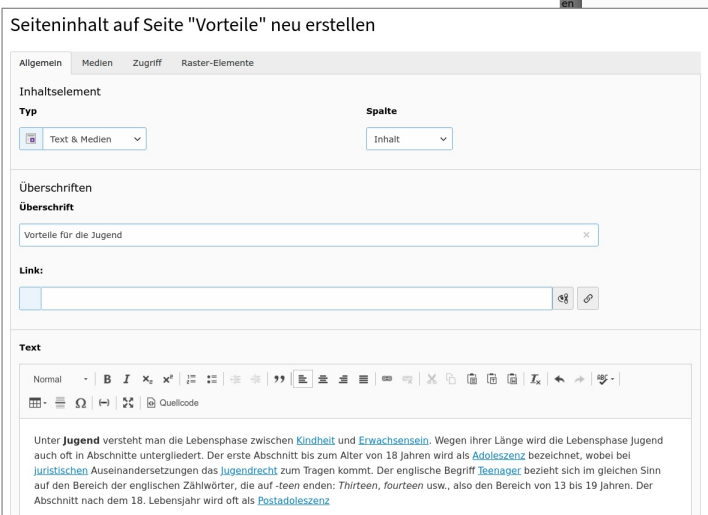 en
Seiteninhalt auf Seite "Vorteile" neu erstellen
Allgemein Medien Zugriff Raster-Elemente
Inhaltselement
Typ Spalte
Text & Medien Inhalt
Überschriften
Überschrift
Vorteile für die Jugend
Link:
Text
Normal
Quellcode
Unter Jugend versteht man die Lebensphase zwischen Kindheit und Erwachsensein. Wegen ihrer Länge wird die Lebensphase Jugend
auch oft in Abschnitte untergliedert. Der erste Abschnitt bis zum Alter von 18 Jahren wird als Adoleszenz bezeichnet, wobei bei
juristischen Auseinandersetzungen das Jugendrecht zum Tragen kommt. Der englische Begriff Teenager bezieht sich im gleichen Sinn
auf den Bereich der englischen Zählwörter, die auf -teen enden: Thirteen, fourteen usw., also den Bereich von 13 bis 19 Jahren. Der
Abschnitt nach dem 18. Lebensjahr wird oft als Postadoleszenz